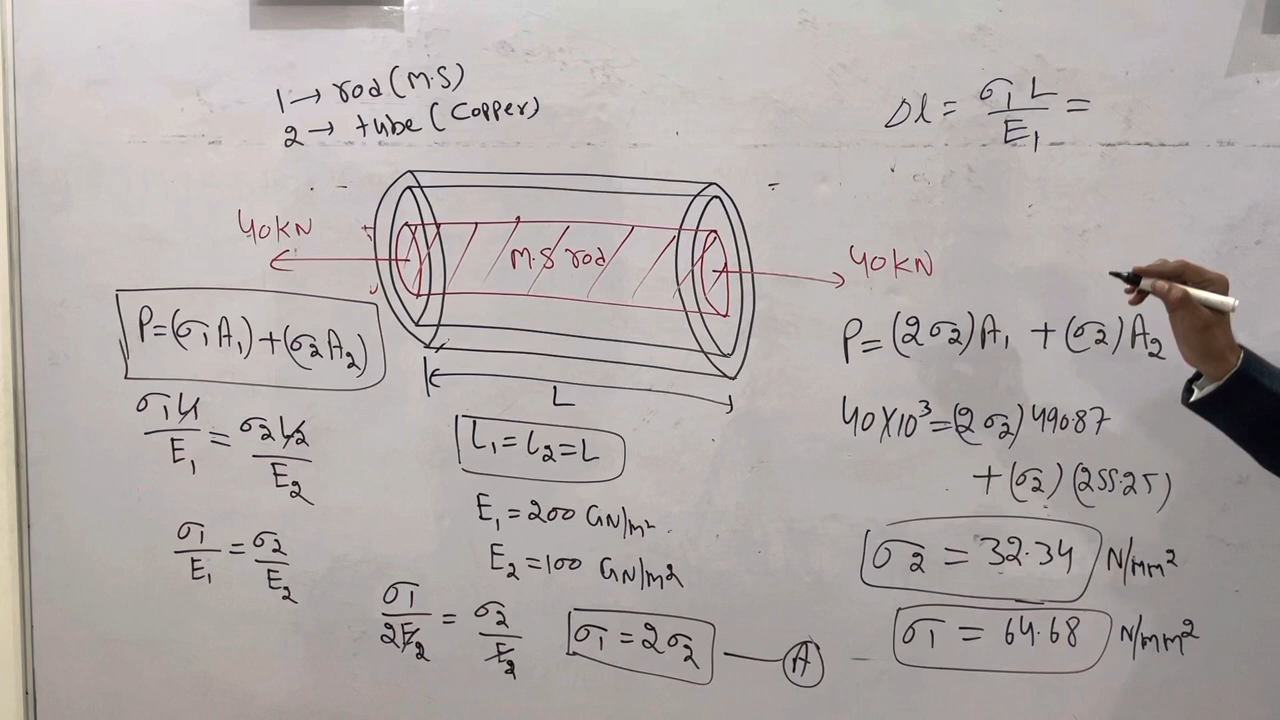 1 → rod (M.S)
2 → tube (Copper)
Δl = σ1 L / E1 =
40KN
M.S rod
40KN
L
P = (σ1 A1) + (σ2 A2)
σ1 L1 / E1 = σ2 L2 / E2
σ1 / E1 = σ2 / E2
L1 = L2 = L
E1 = 200 GN/m²
E2 = 100 GN/m2
σ1 / 2E2 = σ2 / E2
σ1 = 2σ2 — A
P = (2σ2)A1 + (σ2)A2
40×10³ = (2σ2) 490.87
+ (σ2) (255.25)
σ2 = 32.34 N/mm²
σ1 = 64.68 N/mm²